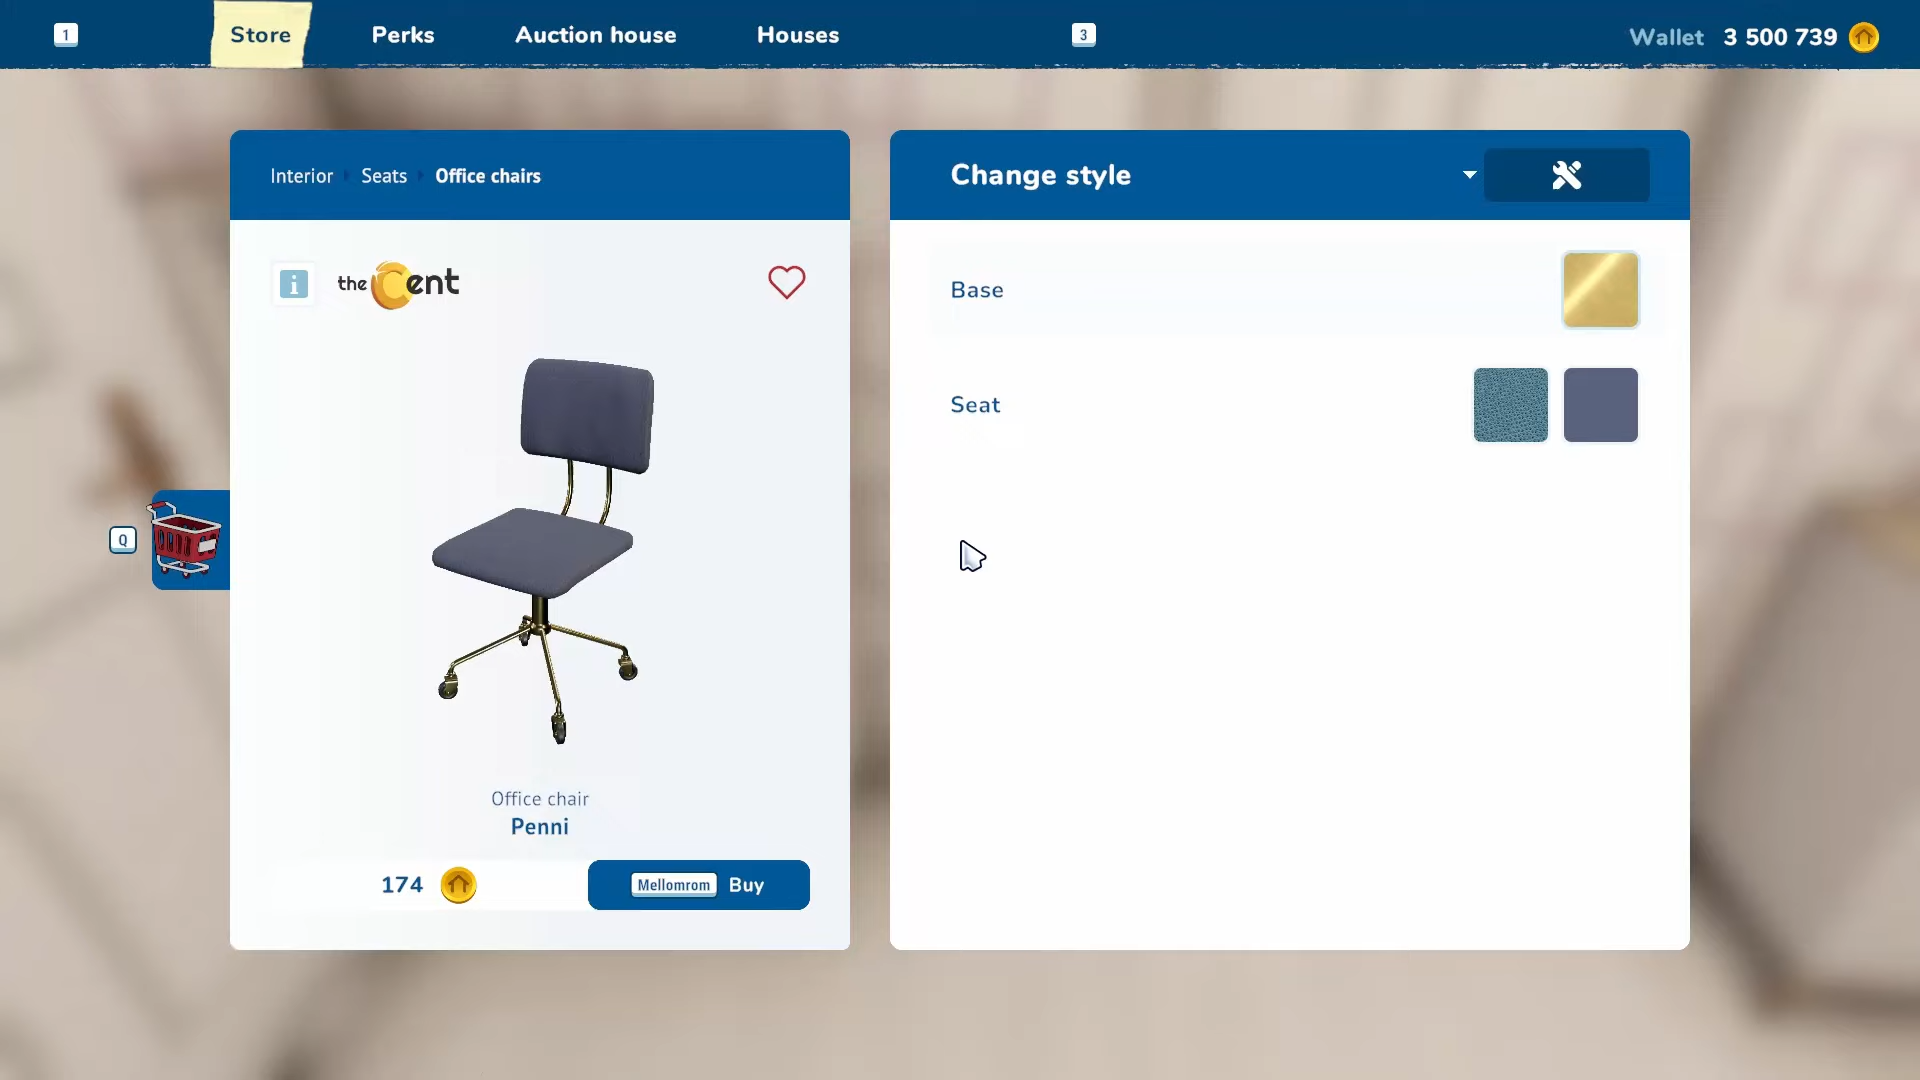 1
Store
Perks
Auction house
Houses
3
Wallet 3 500 739
Interior Seats Office chairs
Change style
i
the Cent
Base
Seat
Q
Office chair
Penni
174
Mellomrom Buy